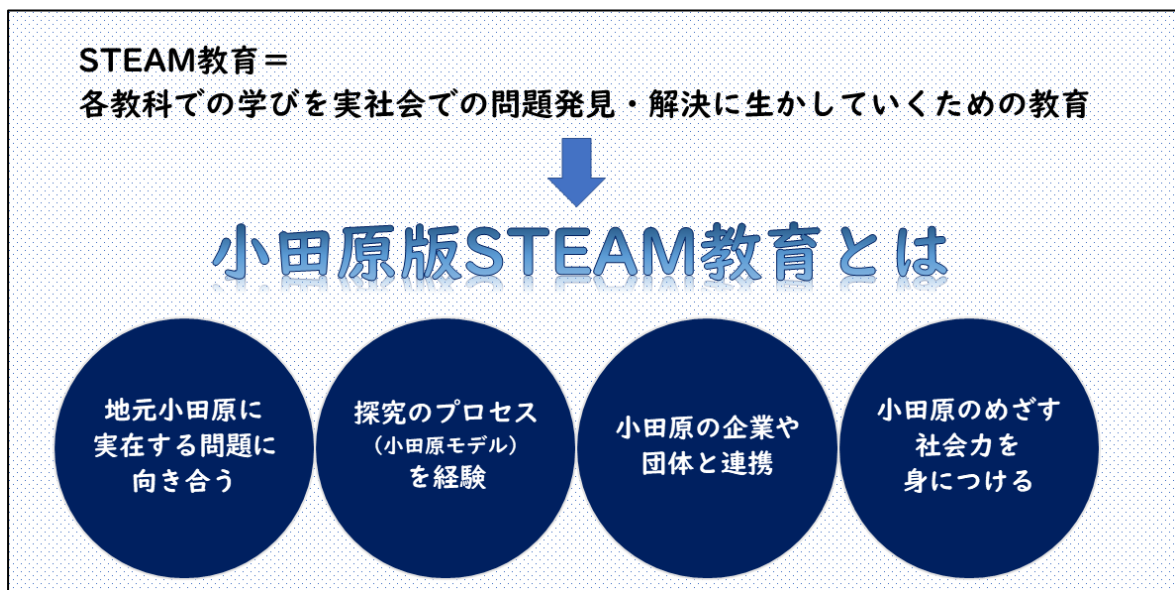 STEAM教育＝
各教科での学びを実社会での問題発見・解決に生かしていくための教育
小田原版STEAM教育とは
地元小田原に
実在する問題に
向き合う
探究のプロセス
（小田原モデル）
を経験
小田原の企業や
団体と連携
小田原のめざす
社会力を
身につける